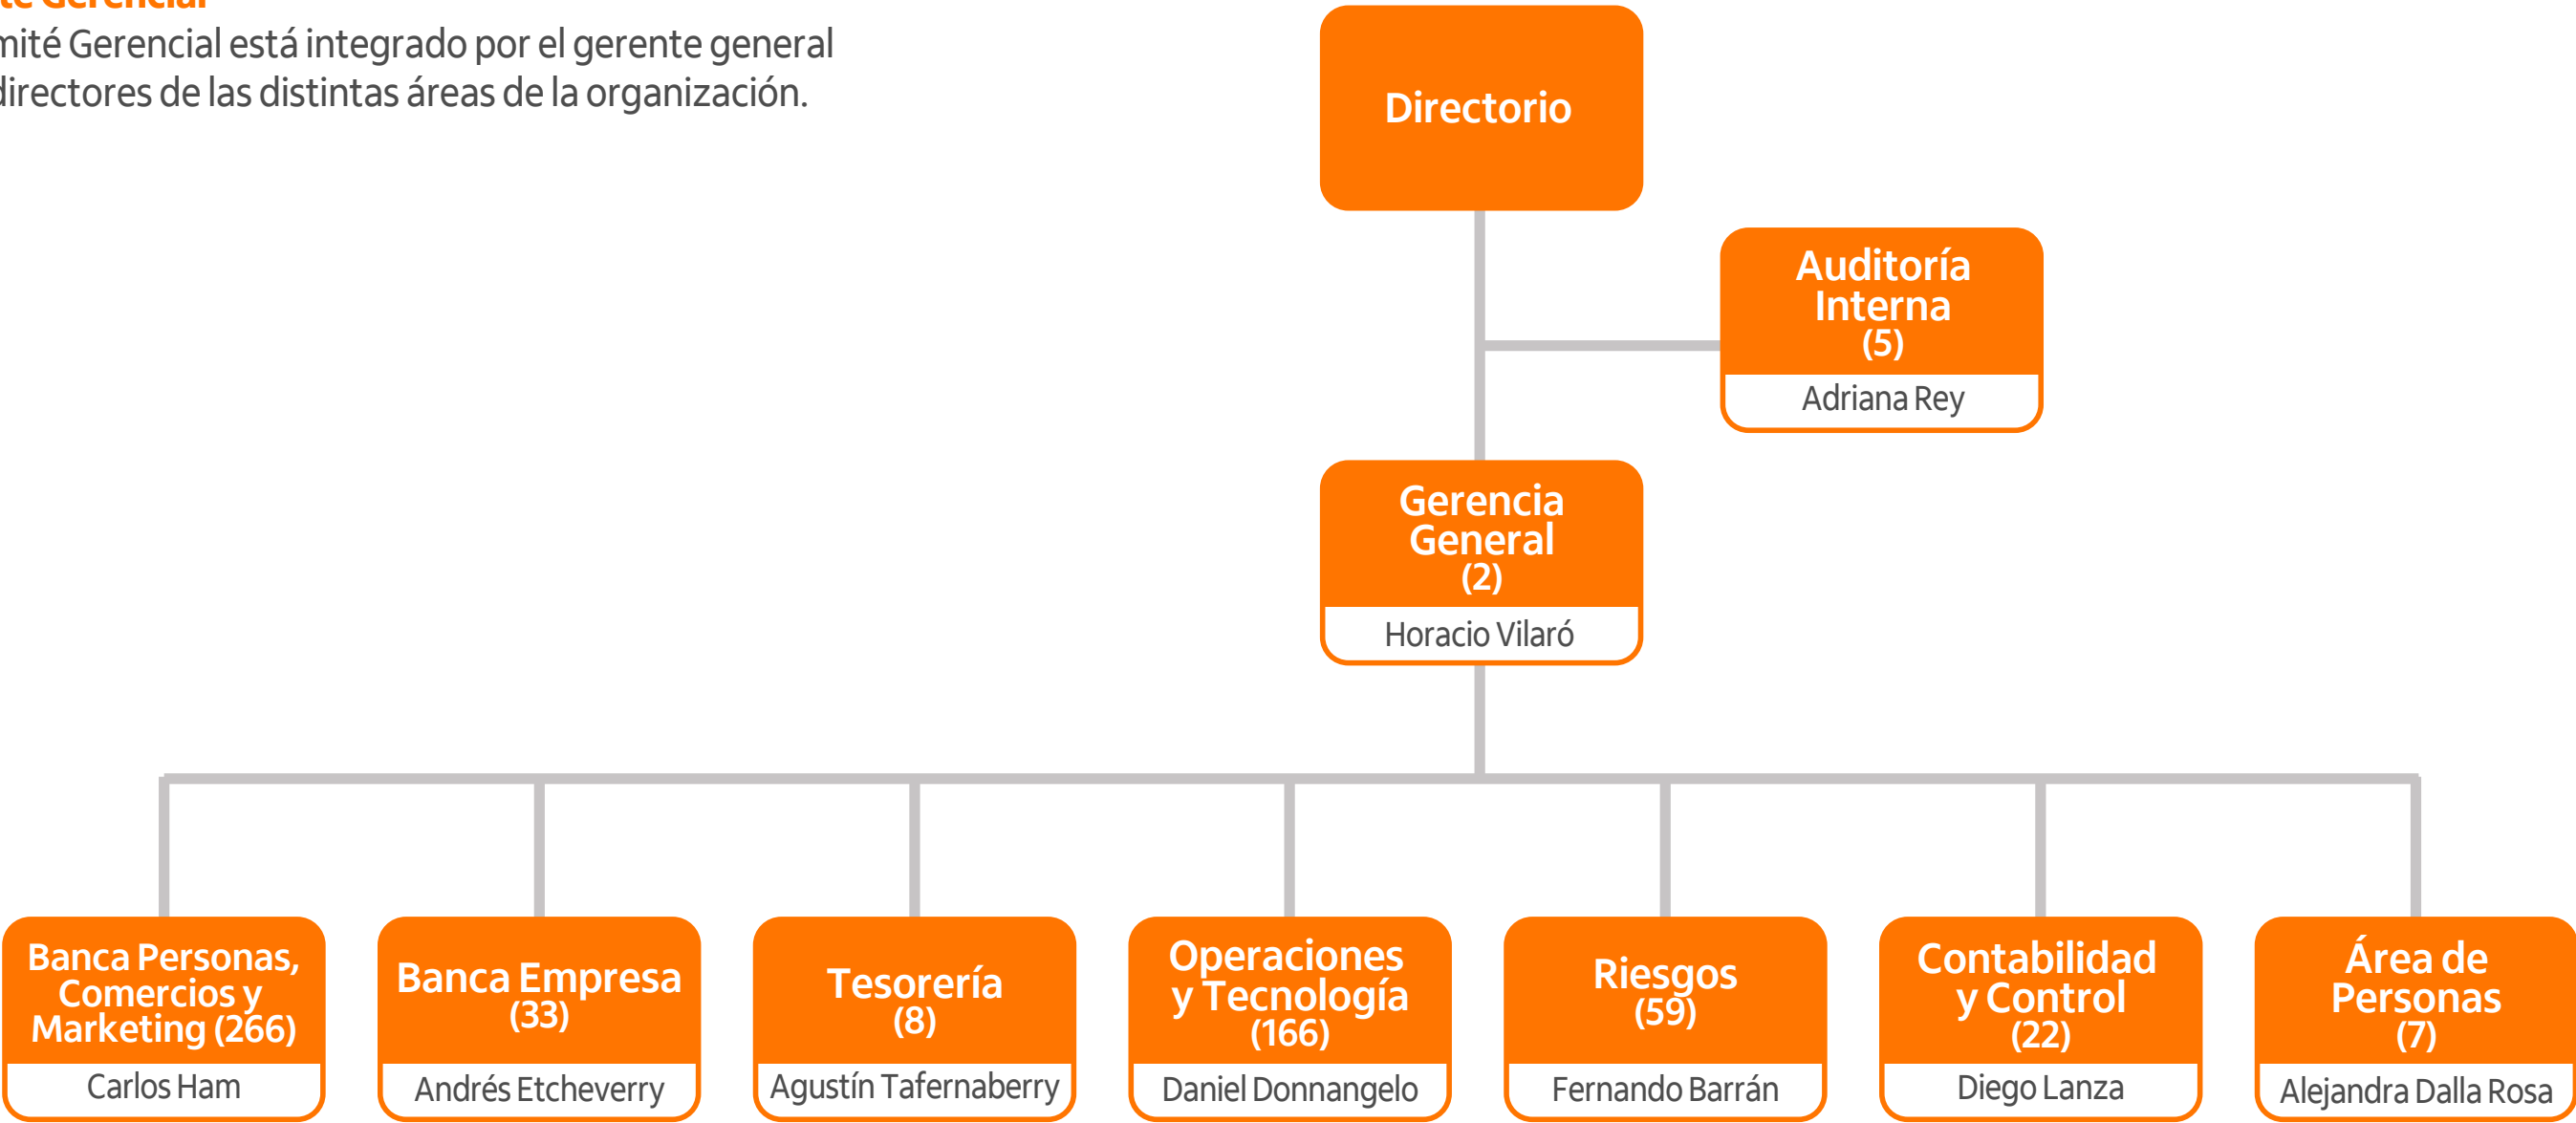 mité Gerencial está integrado por el gerente general
directores de las distintas áreas de la organización.
Directorio
Auditoría
Interna
(5)
Adriana Rey
Gerencia
General
(2)
Horacio Vilaró
Banca Personas,
Comercios y
Marketing (266)
Carlos Ham
Banca Empresa
(33)
Andrés Etcheverry
Tesorería
(8)
Agustín Tafernaberry
Operaciones
y Tecnología
(166)
Daniel Donnangelo
Riesgos
(59)
Fernando Barrán
Contabilidad
y Control
(22)
Diego Lanza
Área de
Personas
(7)
Alejandra Dalla Rosa